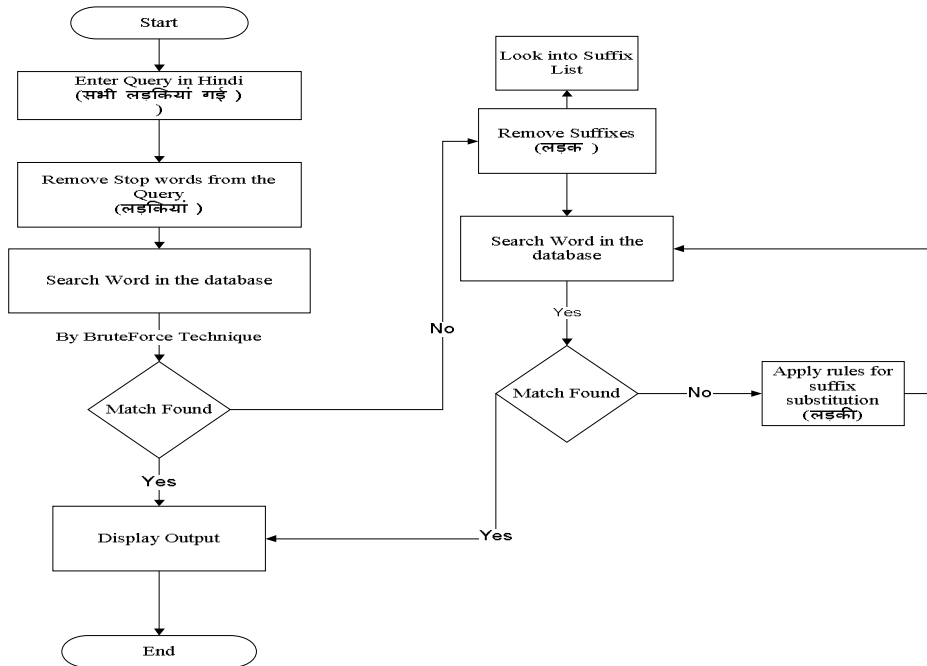 Start
Enter Query in Hindi
(सभी लड़कियां गई )
)
Remove Stop words from the
Query
(लड़कियां )
Search Word in the database
By BruteForce Technique
Match Found
No
Yes
Display Output
End
Look into Suffix
List
Remove Suffixes
(लड़क )
Search Word in the
database
Yes
Match Found
No
Apply rules for
suffix
substitution
(लड़की)
Yes